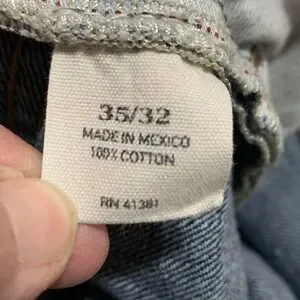 35/32
MADE IN MEXICO
100% COTTON
RN 41381